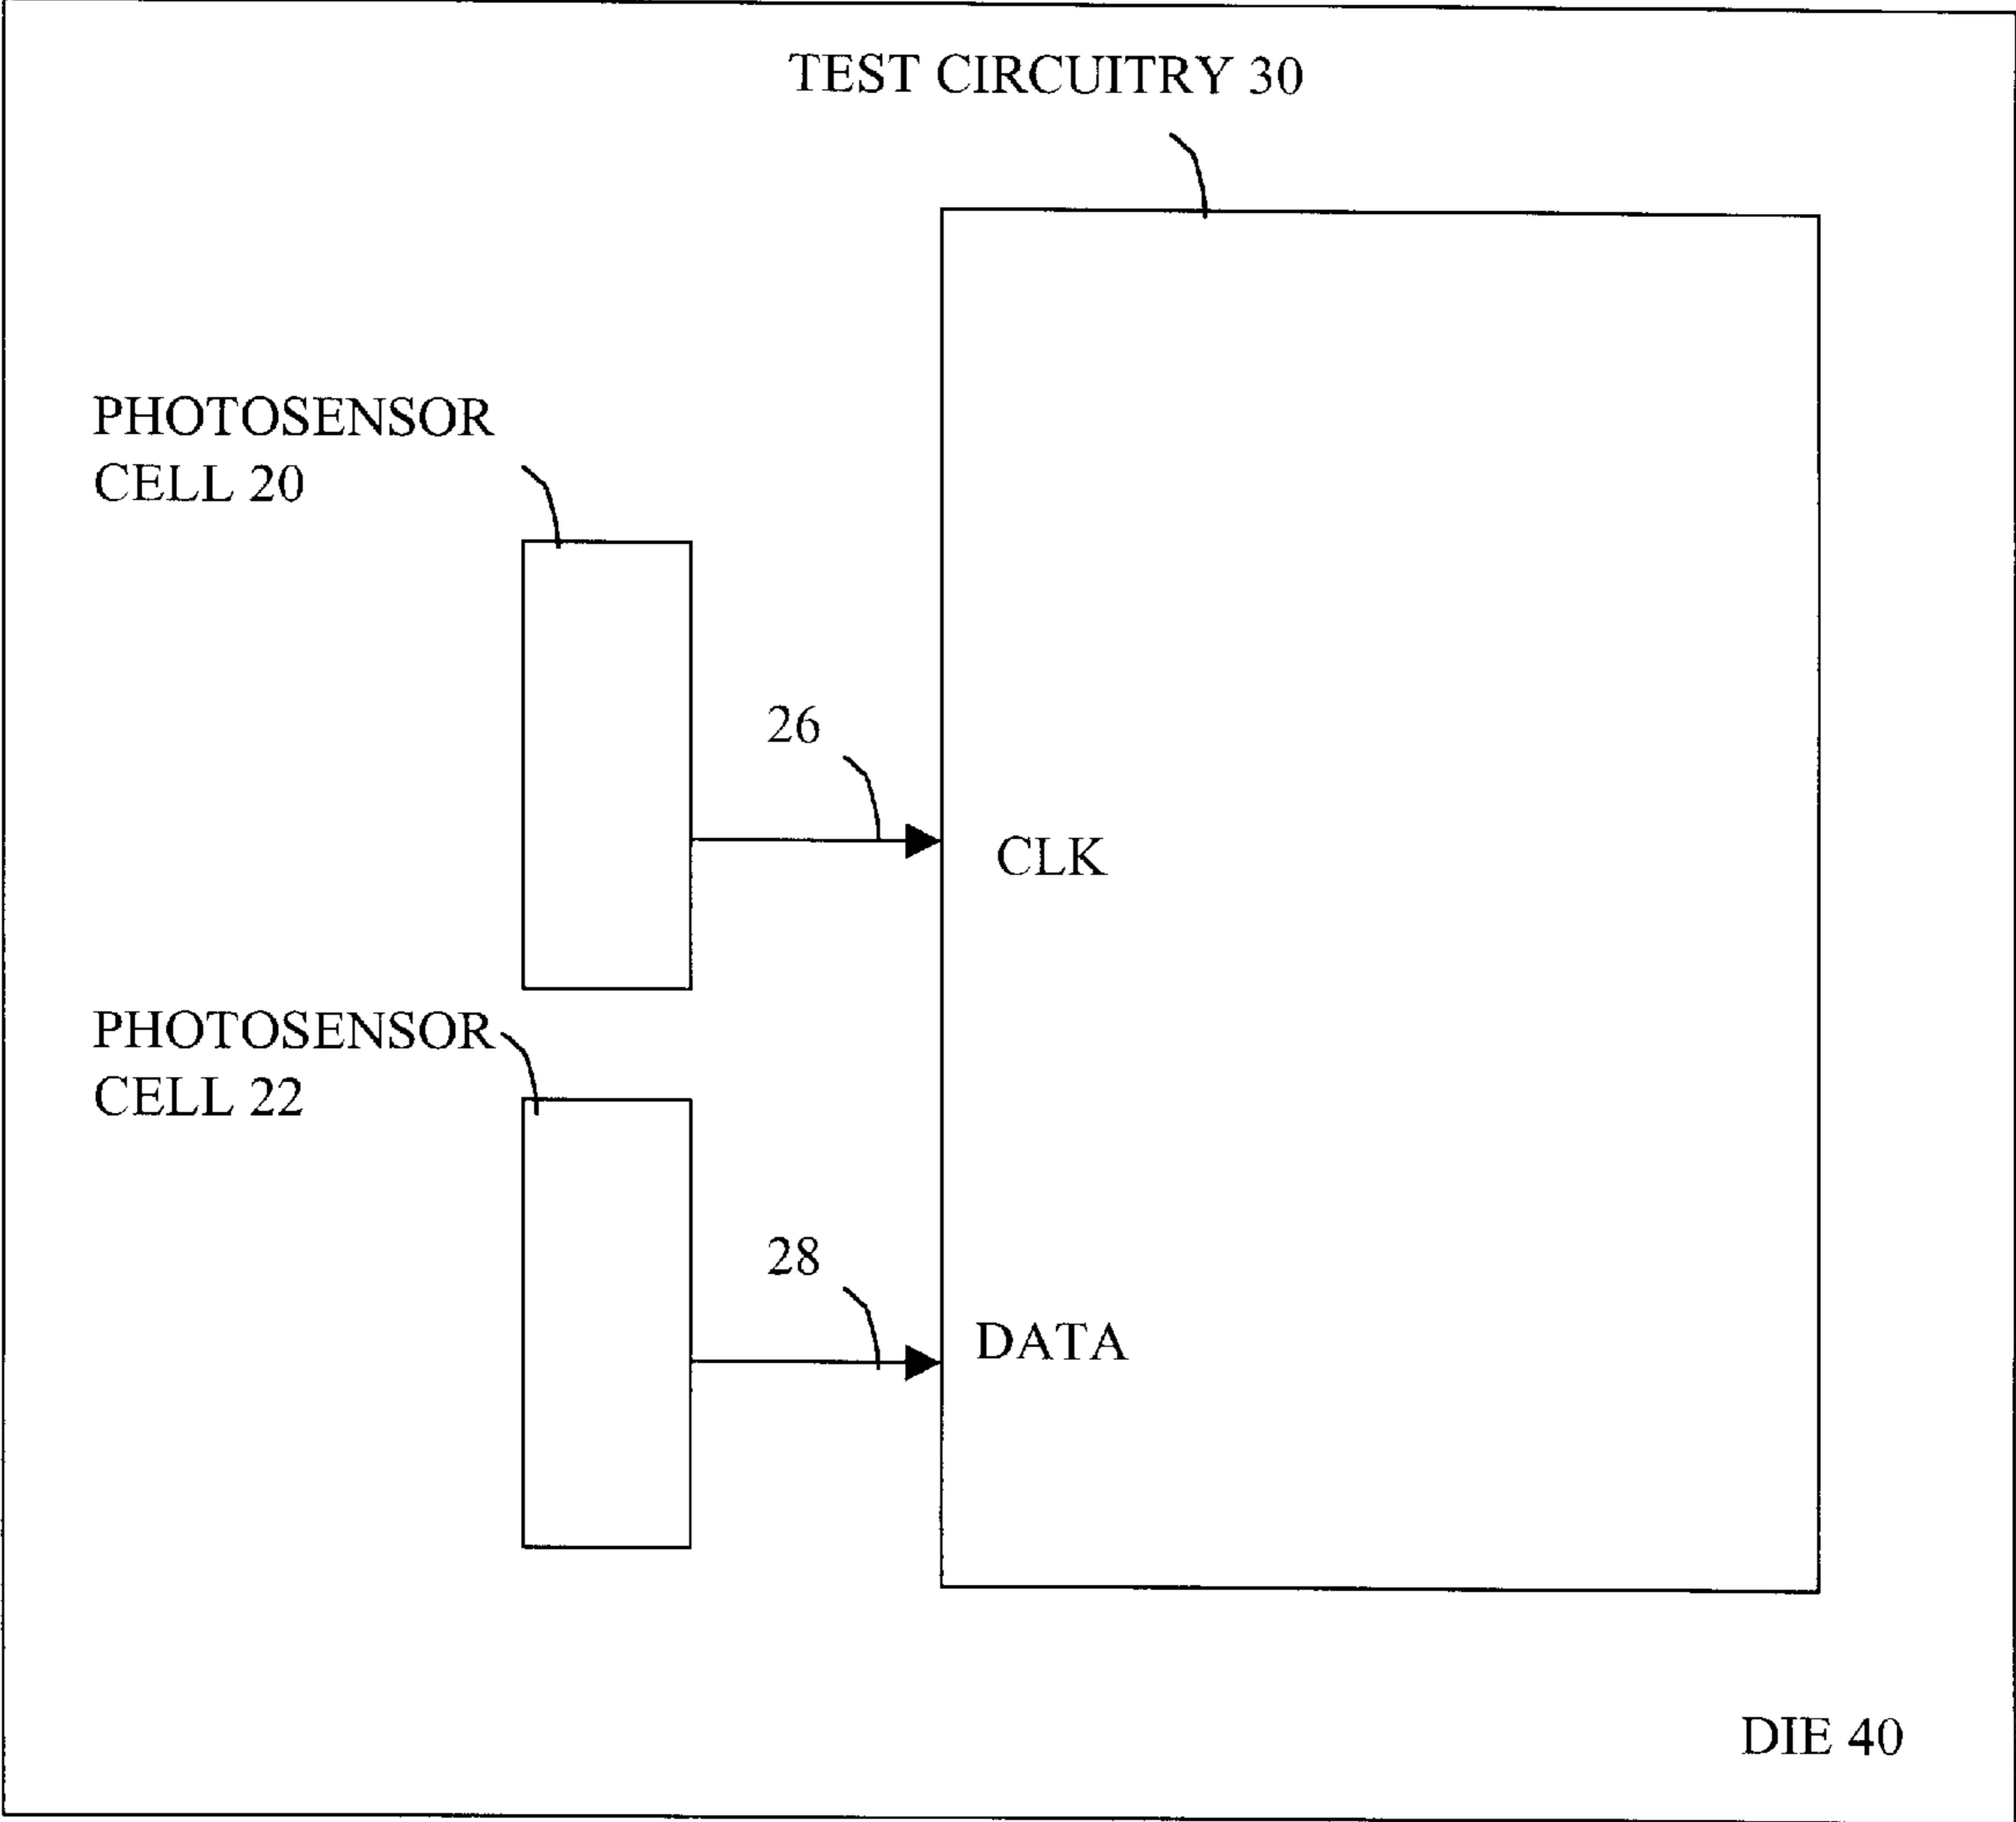 TEST CIRCUITRY 30
PHOTOSENSOR
CELL 20
26
CLK
PHOTOSENSOR
CELL 22
28
DATA
DIE 40